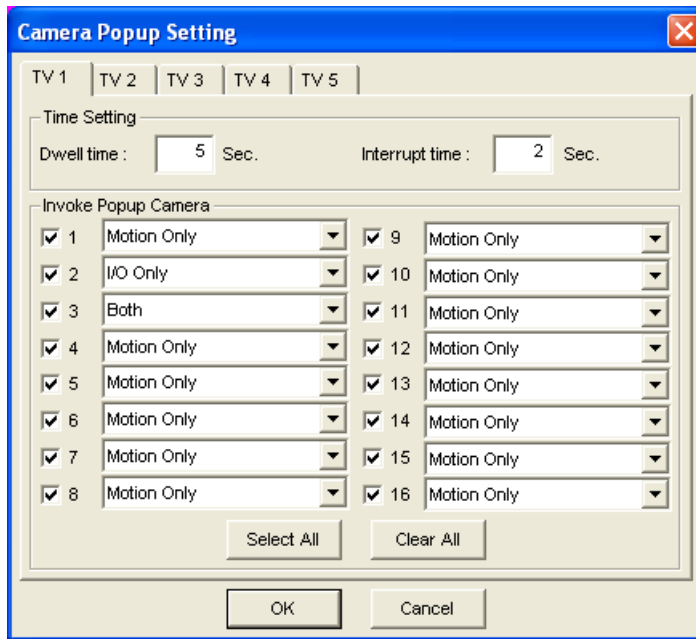 Camera Popup Setting
TV 1 TV 2 TV 3 TV 4 TV 5
Time Setting
Dwell time : 5 Sec. Interrupt time : 2 Sec.
Invoke Popup Camera
1 Motion Only 9 Motion Only
2 I/O Only 10 Motion Only
3 Both 11 Motion Only
4 Motion Only 12 Motion Only
5 Motion Only 13 Motion Only
6 Motion Only 14 Motion Only
7 Motion Only 15 Motion Only
8 Motion Only 16 Motion Only
Select All Clear All
OK Cancel